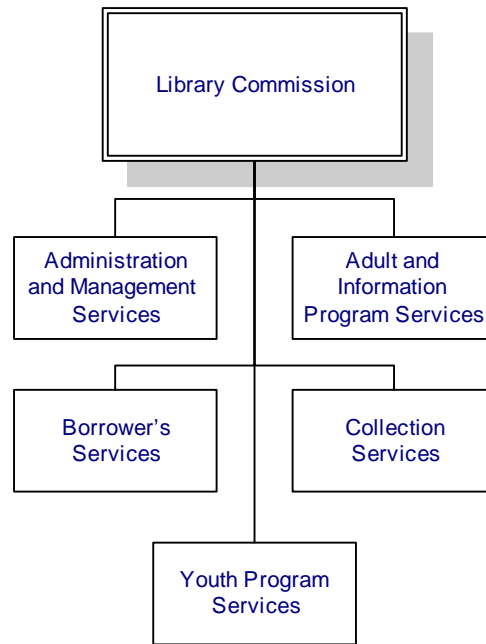 Library Commission
Administration
and Management
Services
Adult and
Information
Program Services
Borrower’s
Services
Collection
Services
Youth Program
Services